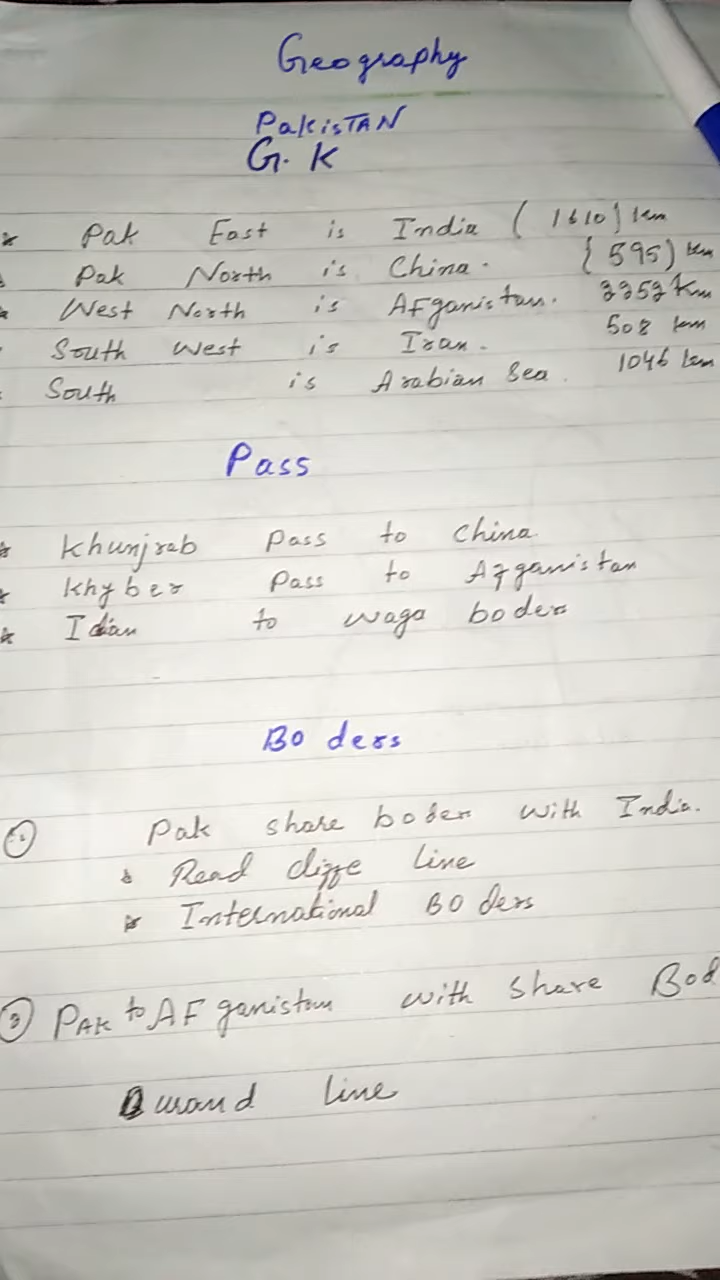 Geography
PakisTAN
G. K
Pak East is India ( 1610) km
Pak North is China. (595) km
West North is AFganistan. 2252 Km
South West is Iran. 508 km
South is Arabian Sea. 1046 km
Pass
Khunjrab Pass to China
Khyber Pass to Afganistan
Idian to waga boder
BO ders
Pak share boder with India.
Read cliffe line
International BO ders
PAK to AF ganistan with share Bod
Durand line